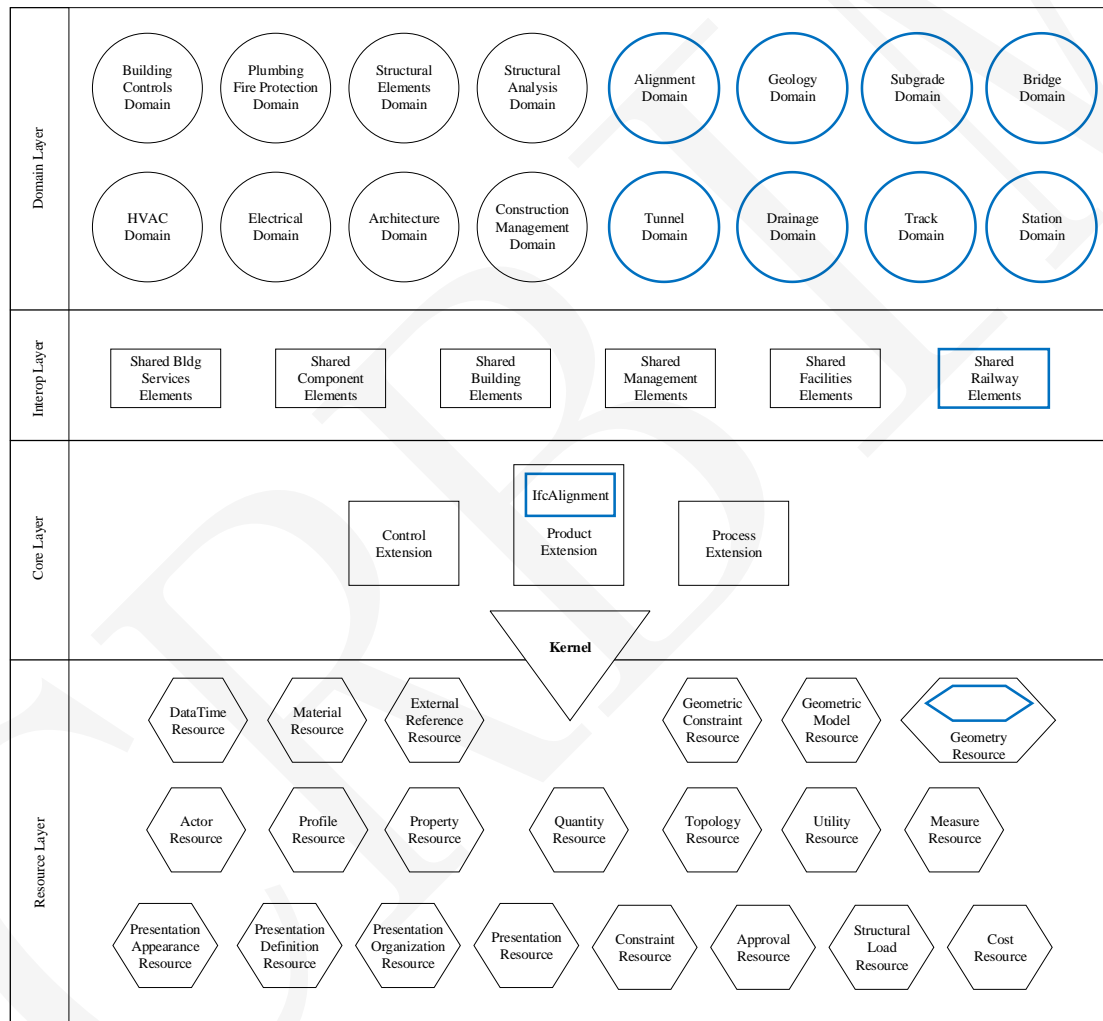 Domain Layer
Building
Controls
Domain
Plumbing
Fire Protection
Domain
Structural
Elements
Domain
Structural
Analysis
Domain
Alignment
Domain
Geology
Domain
Subgrade
Domain
Bridge
Domain
HVAC
Domain
Electrical
Domain
Architecture
Domain
Construction
Management
Domain
Tunnel
Domain
Drainage
Domain
Track
Domain
Station
Domain
Interop Layer
Shared Bldg
Services
Elements
Shared
Component
Elements
Shared
Building
Elements
Shared
Management
Elements
Shared
Facilities
Elements
Shared
Railway
Elements
Core Layer
Control
Extension
IfcAlignment
Product
Extension
Process
Extension
Kernel
Resource Layer
DataTime
Resource
Material
Resource
External
Reference
Resource
Geometric
Constraint
Resource
Geometric
Model
Resource
Geometry
Resource
Actor
Resource
Profile
Resource
Property
Resource
Quantity
Resource
Topology
Resource
Utility
Resource
Measure
Resource
Presentation
Appearance
Resource
Presentation
Definition
Resource
Presentation
Organization
Resource
Presentation
Resource
Constraint
Resource
Approval
Resource
Structural
Load
Resource
Cost
Resource
CRBIM